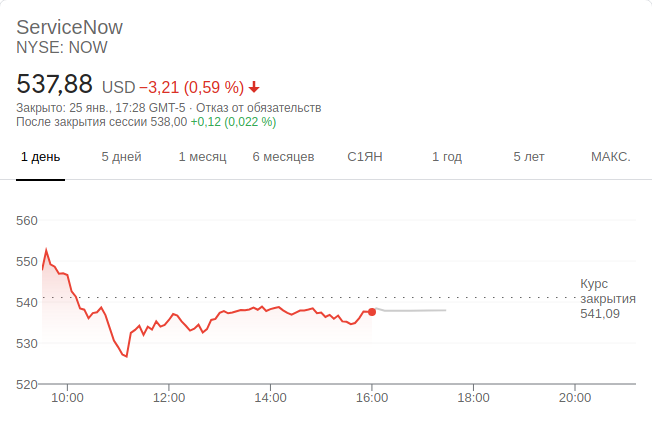 ServiceNow
NYSE: NOW
537,88 USD −3,21 (0,59 %)
Закрыто: 25 янв., 17:28 GMT-5 · Отказ от обязательств
После закрытия сессии 538,00 +0,12 (0,022 %)
1 день 5 дней 1 месяц 6 месяцев С1ЯН 1 год 5 лет МАКС.
560
550
Курс
540 закрытия
541,09
530
520
10:00 12:00 14:00 16:00 18:00 20:00